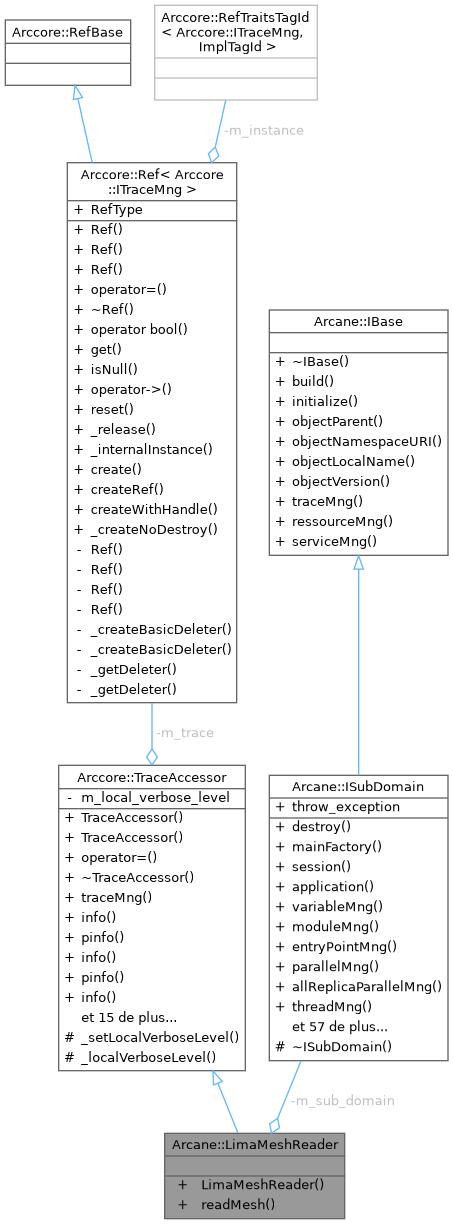 Arccore::RefBase
Arccore::RefTraitsTagId
< Arccore::ITraceMng,
ImplTagId >
-m_instance
Arccore::Ref< Arccore
::ITraceMng >
+ RefType
+ Ref()
+ Ref()
+ Ref()
+ operator=()
+ ~Ref()
+ operator bool()
+ get()
+ isNull()
+ operator->()
+ reset()
+ _release()
+ _internalInstance()
+ create()
+ createRef()
+ createWithHandle()
+ _createNoDestroy()
- Ref()
- Ref()
- Ref()
- Ref()
- _createBasicDeleter()
- _createBasicDeleter()
- _getDeleter()
- _getDeleter()
Arcane::IBase
+ ~IBase()
+ build()
+ initialize()
+ objectParent()
+ objectNamespaceURI()
+ objectLocalName()
+ objectVersion()
+ traceMng()
+ ressourceMng()
+ serviceMng()
-m_trace
Arccore::TraceAccessor
- m_local_verbose_level
+ TraceAccessor()
+ TraceAccessor()
+ operator=()
+ ~TraceAccessor()
+ traceMng()
+ info()
+ pinfo()
+ info()
+ pinfo()
+ info()
et 15 de plus...
# _setLocalVerboseLevel()
# _localVerboseLevel()
Arcane::ISubDomain
+ throw_exception
+ destroy()
+ mainFactory()
+ session()
+ application()
+ variableMng()
+ moduleMng()
+ entryPointMng()
+ parallelMng()
+ allReplicaParallelMng()
+ threadMng()
et 57 de plus...
# ~ISubDomain()
-m_sub_domain
Arcane::LimaMeshReader
+ LimaMeshReader()
+ readMesh()